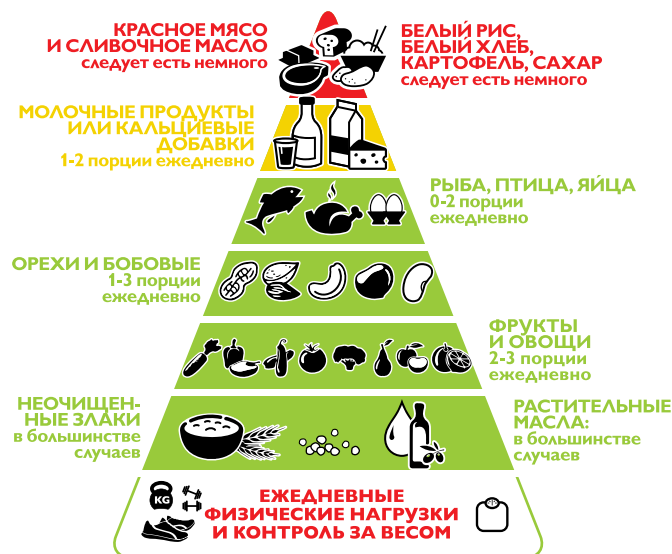 КРАСНОЕ МЯСО
И СЛИВОЧНОЕ МАСЛО
следует есть немного
БЕЛЫЙ РИС,
БЕЛЫЙ ХЛЕБ,
КАРТОФЕЛЬ, САХАР
следует есть немного
МОЛОЧНЫЕ ПРОДУКТЫ
ИЛИ КАЛЬЦИЕВЫЕ
ДОБАВКИ
1-2 порции ежедневно
РЫБА, ПТИЦА, ЯЙЦА
0-2 порции
ежедневно
ОРЕХИ И БОБОВЫЕ
1-3 порции
ежедневно
ФРУКТЫ
И ОВОЩИ
2-3 порции
ежедневно
НЕОЧИЩЕН-
НЫЕ ЗЛАКИ
в большинстве
случаев
РАСТИТЕЛЬНЫЕ
МАСЛА:
в большинстве
случаев
KG
ЕЖЕДНЕВНЫЕ
ФИЗИЧЕСКИЕ НАГРУЗКИ
И КОНТРОЛЬ ЗА ВЕСОМ